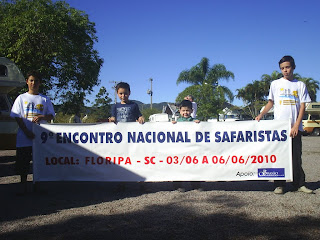 9º ENCONTRO NACIONAL DE SAFARISTAS
LOCAL: FLORIPA - SC - 03/06 A 06/06/2010
Apoio: